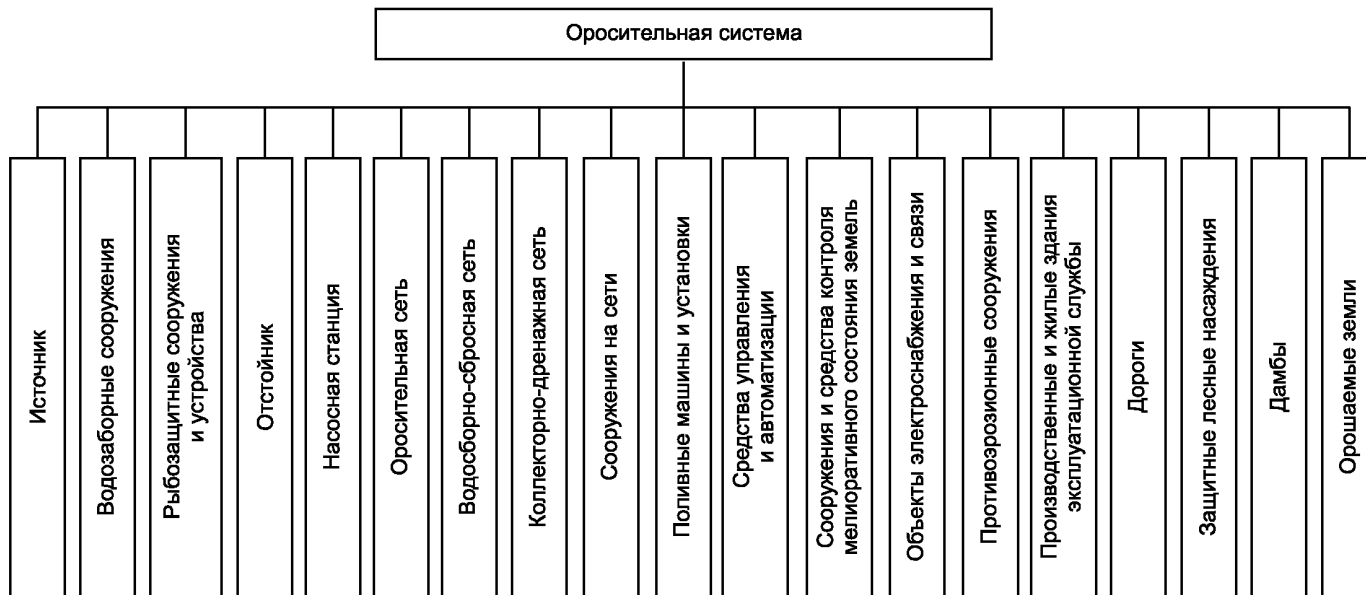 Оросительная система
Источник
Водозаборные сооружения
Рыбозащитные сооружения
и устройства
Отстойник
Насосная станция
Оросительная сеть
Водосборно-сбросная сеть
Коллекторно-дренажная сеть
Сооружения на сети
Поливные машины и установки
Средства управления
и автоматизации
Сооружения и средства контроля
мелиоративного состояния земель
Объекты электроснабжения и связи
Противоэрозионные сооружения
Производственные и жилые здания
эксплуатационной службы
Дороги
Защитные лесные насаждения
Дамбы
Орошаемые земли